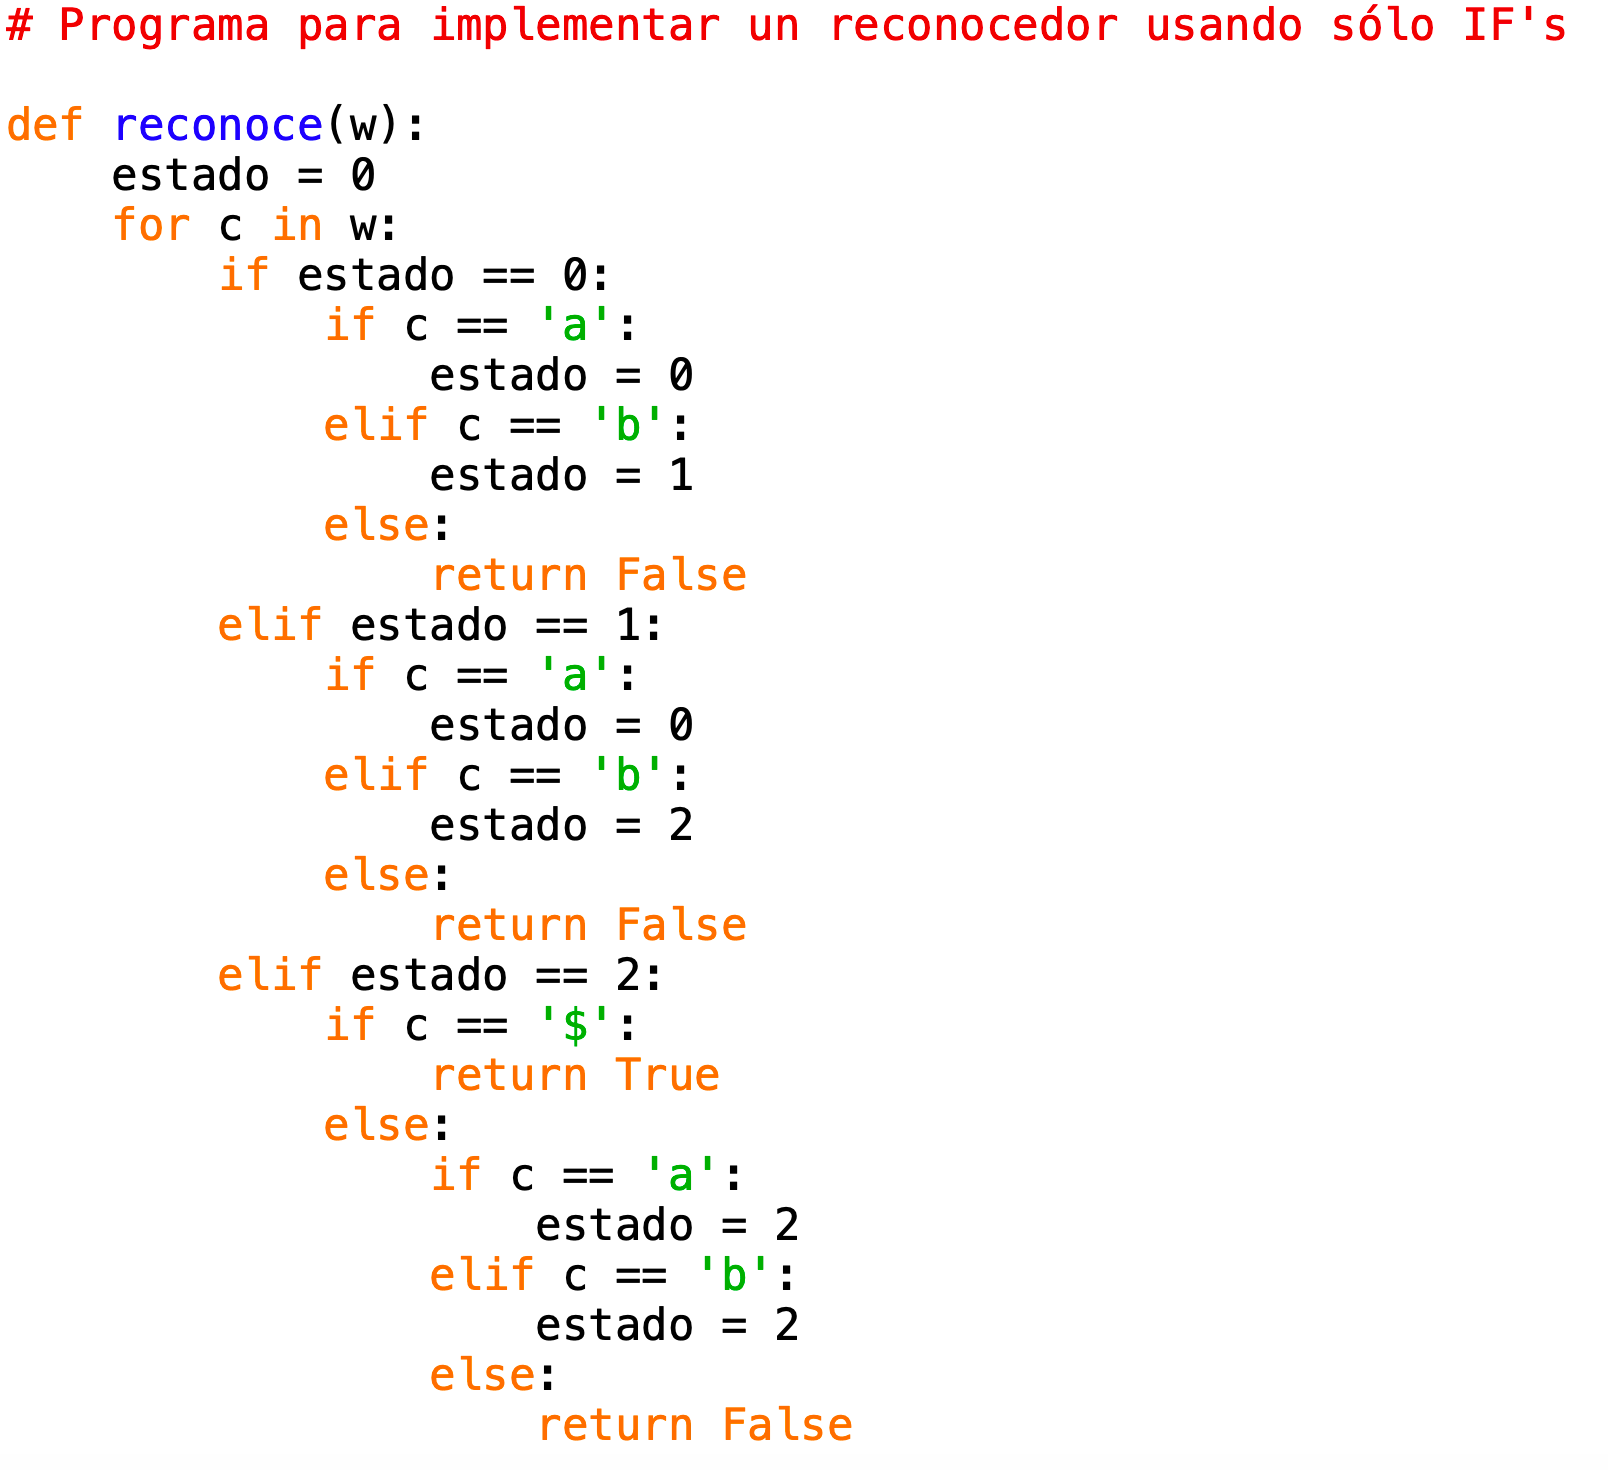 # Programa para implementar un reconocedor usando sólo IF's

def reconoce(w):
    estado = 0
    for c in w:
        if estado == 0:
            if c == 'a':
                estado = 0
            elif c == 'b':
                estado = 1
            else:
                return False
        elif estado == 1:
            if c == 'a':
                estado = 0
            elif c == 'b':
                estado = 2
            else:
                return False
        elif estado == 2:
            if c == '$':
                return True
            else:
                if c == 'a':
                    estado = 2
                elif c == 'b':
                    estado = 2
                else:
                    return False